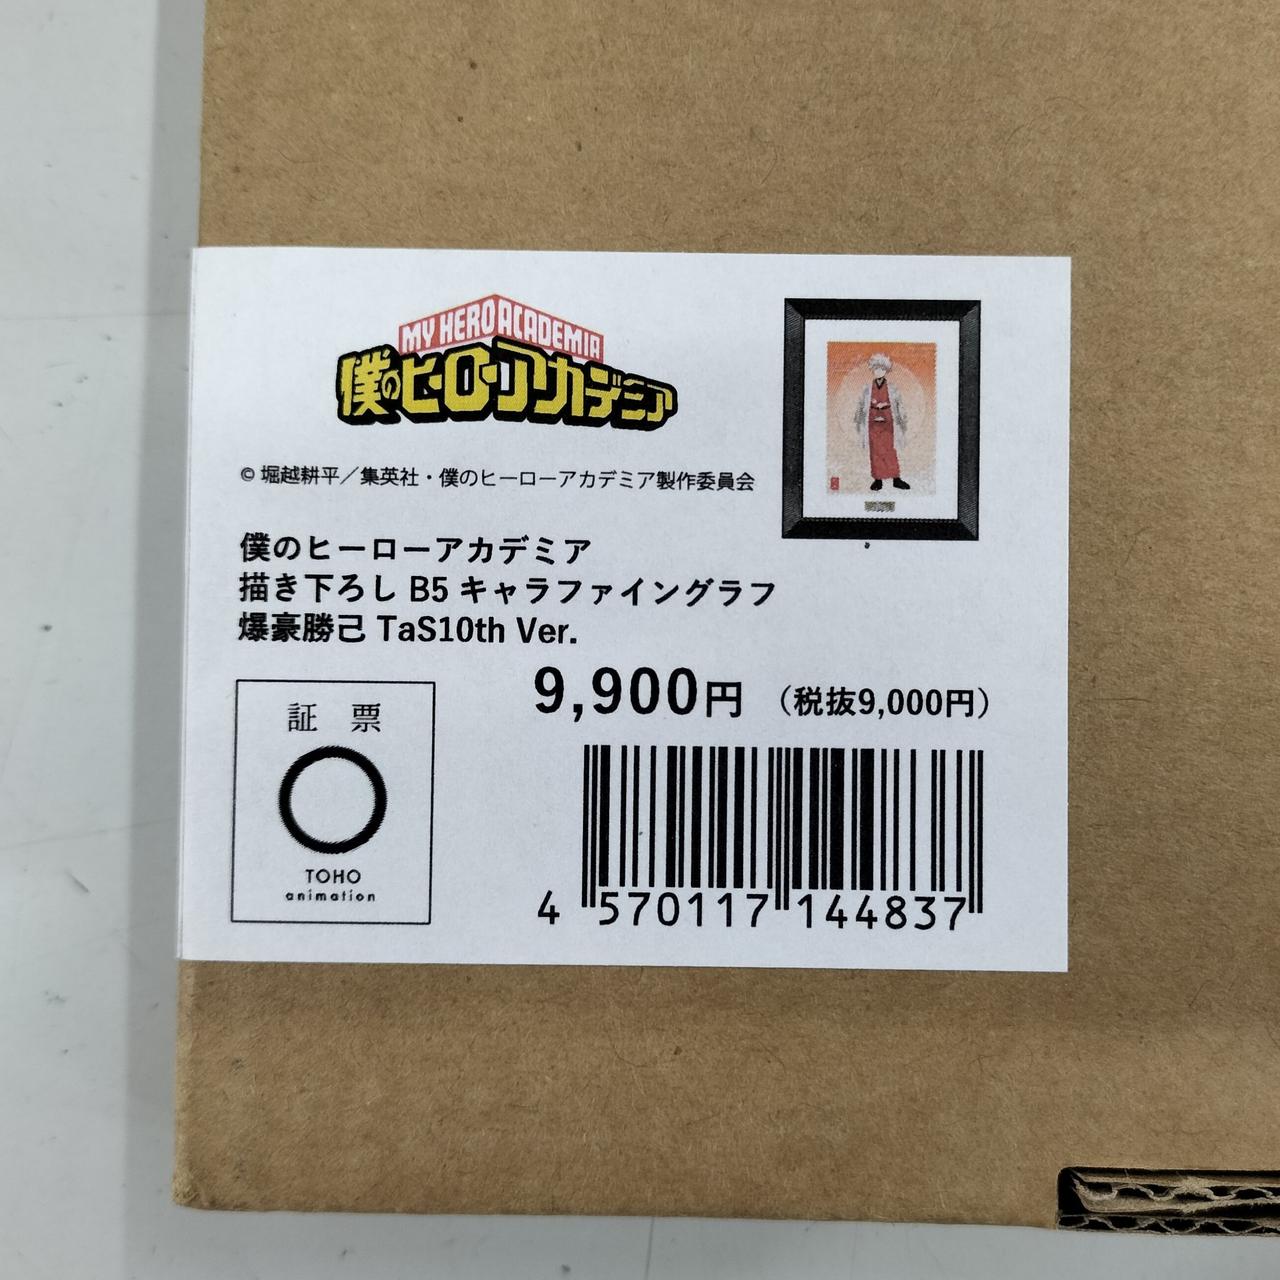 MY HERO ACADEMIA
僕のヒーローアカデミア
© 堀越耕平／集英社・僕のヒーローアカデミア製作委員会
僕のヒーローアカデミア
描き下ろし B5 キャラファイングラフ
爆豪勝己 TaS10th Ver.
9,900円 （税抜9,000円）
証 票
TOHO
animation
4 570117 144837